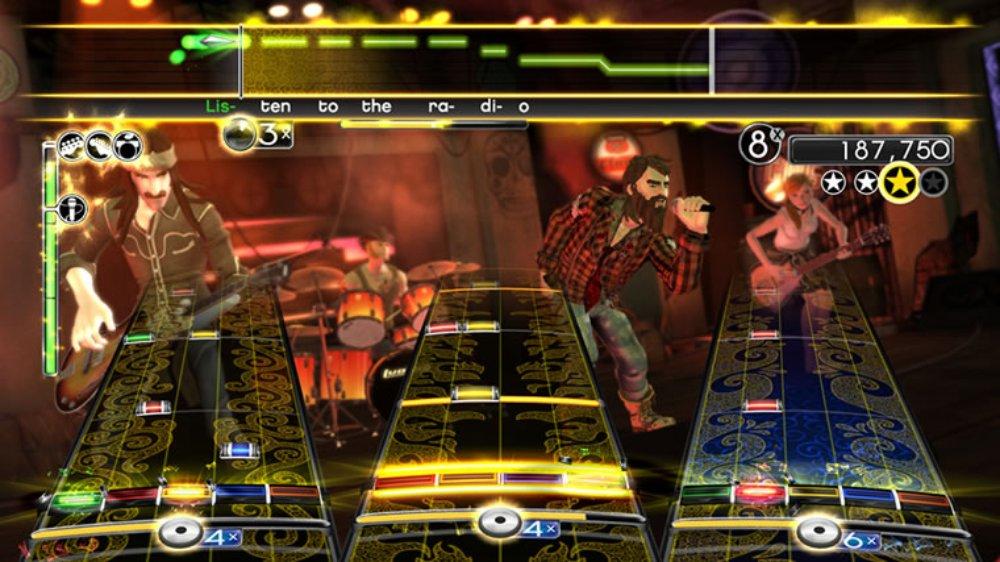 Lis- ten to the ra- di- o
3x
8x
187,750
4x
4x
6x